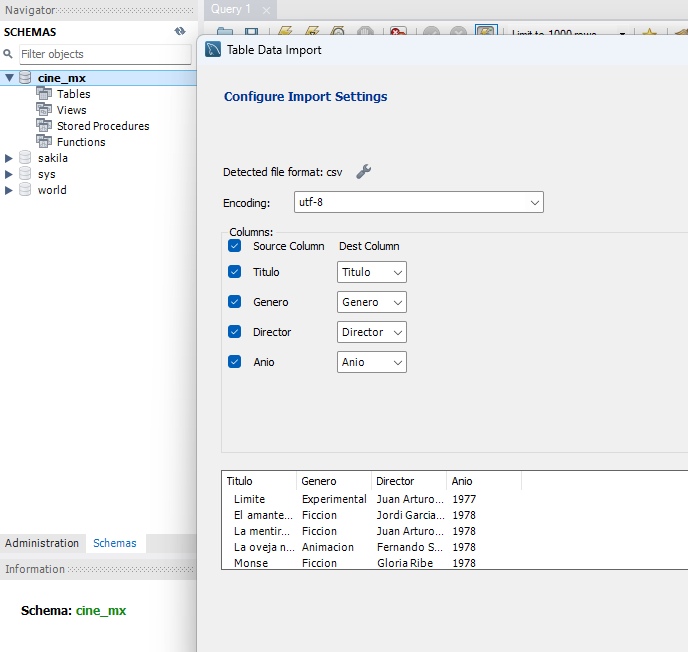 Navigator
Query 1
SCHEMAS
Limit to 1000 rows
Filter objects
Table Data Import
cine_mx
Tables
Views
Stored Procedures
Functions
sakila
sys
world
Configure Import Settings
Detected file format: csv
Encoding: utf-8
Columns:
Source Column Dest Column
Titulo Titulo
Genero Genero
Director Director
Anio Anio
Titulo Genero Director Anio
Limite Experimental Juan Arturo... 1977
El amante... Ficcion Jordi Garcia... 1978
La mentir... Ficcion Juan Arturo... 1978
La oveja n... Animacion Fernando S... 1978
Monse Ficcion Gloria Ribe 1978
Administration Schemas
Information
Schema: cine_mx